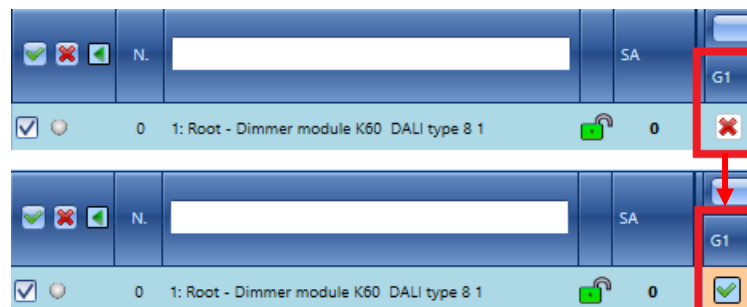 N. SA
G1
0 1: Root - Dimmer module K60 DALI type 8 1 0
N. SA
G1
0 1: Root - Dimmer module K60 DALI type 8 1 0